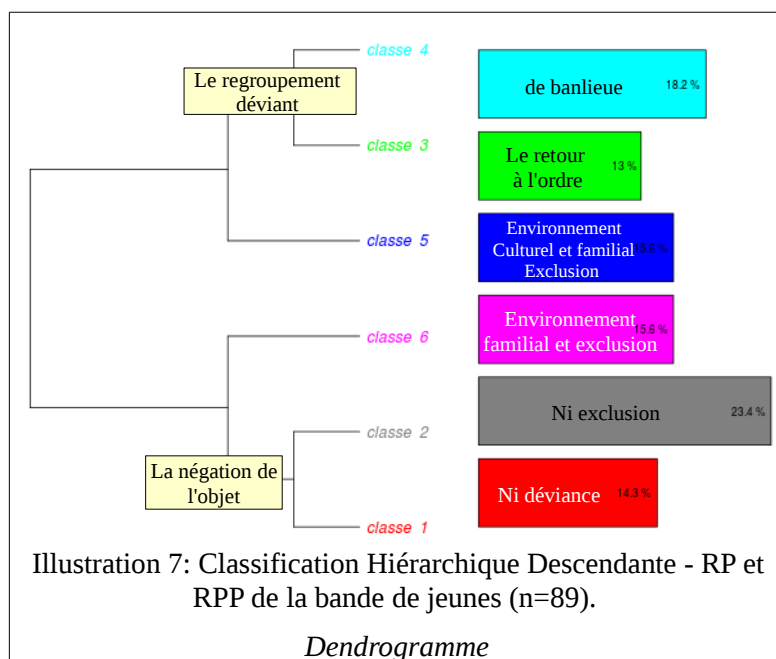 classe 4
Le regroupement
déviant
de banlieue
18.2 %
classe 3
Le retour
à l'ordre
13 %
classe 5
Environnement
Culturel et familial
Exclusion
15.6 %
classe 6
Environnement
familial et exclusion
15.6 %
classe 2
Ni exclusion
23.4 %
La négation de
l'objet
Ni déviance
14.3 %
classe 1
Illustration 7: Classification Hiérarchique Descendante - RP et
RPP de la bande de jeunes (n=89).
Dendrogramme